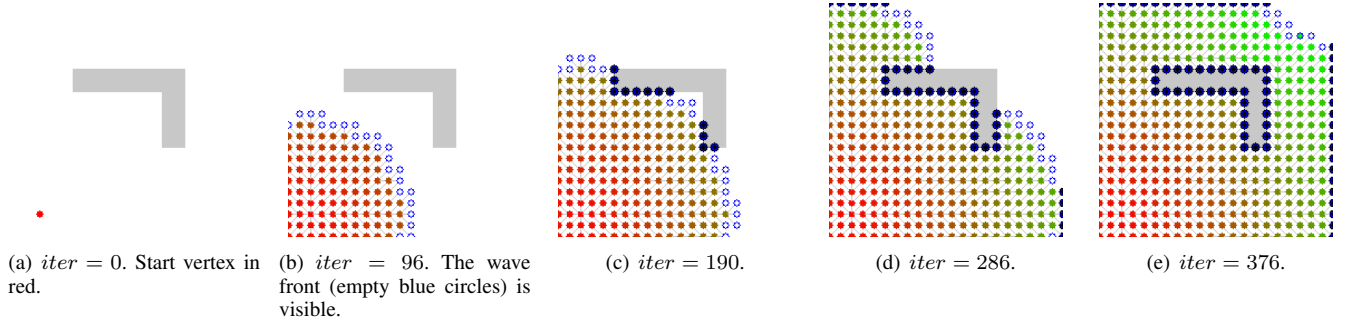 (a) iter = 0. Start vertex in
red.
(b) iter = 96. The wave
front (empty blue circles) is
visible.
(c) iter = 190.
(d) iter = 286.
(e) iter = 376.